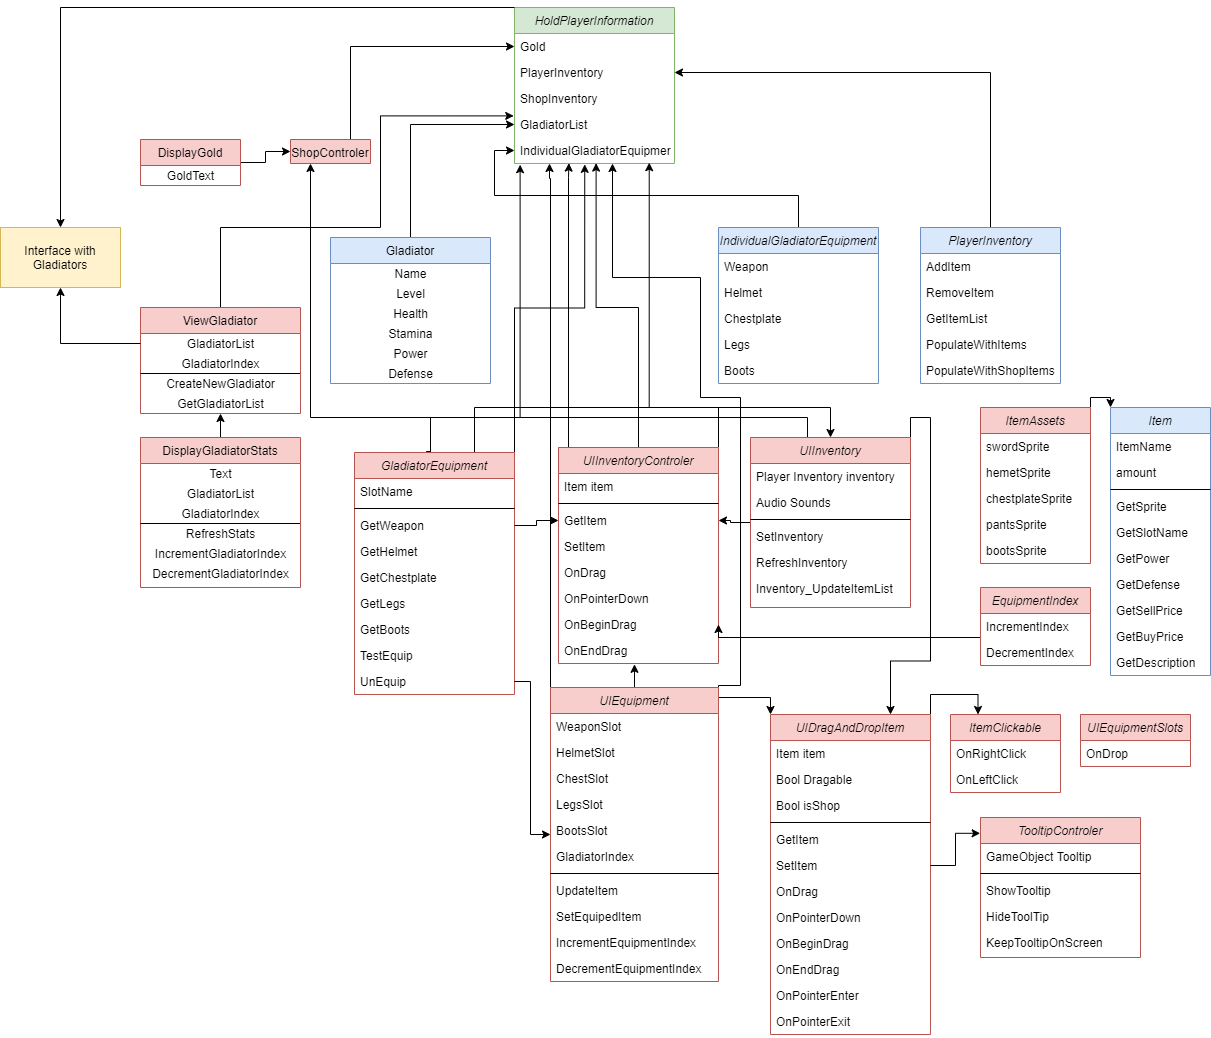 HoldPlayerInformation
Gold
PlayerInventory
ShopInventory
GladiatorList
IndividualGladiatorEquipmer
DisplayGold
GoldText
ShopControler
Interface with
Gladiators
Gladiator
Name
Level
Health
Stamina
Power
Defense
IndividualGladiatorEquipment
Weapon
Helmet
Chestplate
Legs
Boots
PlayerInventory
AddItem
RemoveItem
GetItemList
PopulateWithItems
PopulateWithShopItems
ViewGladiator
GladiatorList
GladiatorIndex
CreateNewGladiator
GetGladiatorList
DisplayGladiatorStats
Text
GladiatorList
GladiatorIndex
RefreshStats
IncrementGladiatorIndex
DecrementGladiatorIndex
GladiatorEquipment
SlotName
GetWeapon
GetHelmet
GetChestplate
GetLegs
GetBoots
TestEquip
UnEquip
UIInventoryControler
Item item
GetItem
SetItem
OnDrag
OnPointerDown
OnBeginDrag
OnEndDrag
UIInventory
Player Inventory inventory
Audio Sounds
SetInventory
RefreshInventory
Inventory_UpdateItemList
ItemAssets
swordSprite
hemetSprite
chestplateSprite
pantsSprite
bootsSprite
Item
ItemName
amount
GetSprite
GetSlotName
GetPower
GetDefense
GetSellPrice
GetBuyPrice
GetDescription
EquipmentIndex
IncrementIndex
DecrementIndex
UIEquipment
WeaponSlot
HelmetSlot
ChestSlot
LegsSlot
BootsSlot
GladiatorIndex
UpdateItem
SetEquipedItem
IncrementEquipmentIndex
DecrementEquipmentIndex
UIDragAndDropItem
Item item
Bool Dragable
Bool isShop
GetItem
SetItem
OnDrag
OnPointerDown
OnBeginDrag
OnEndDrag
OnPointerEnter
OnPointerExit
ItemClickable
OnRightClick
OnLeftClick
UIEquipmentSlots
OnDrop
TooltipControler
GameObject Tooltip
ShowTooltip
HideToolTip
KeepTooltipOnScreen